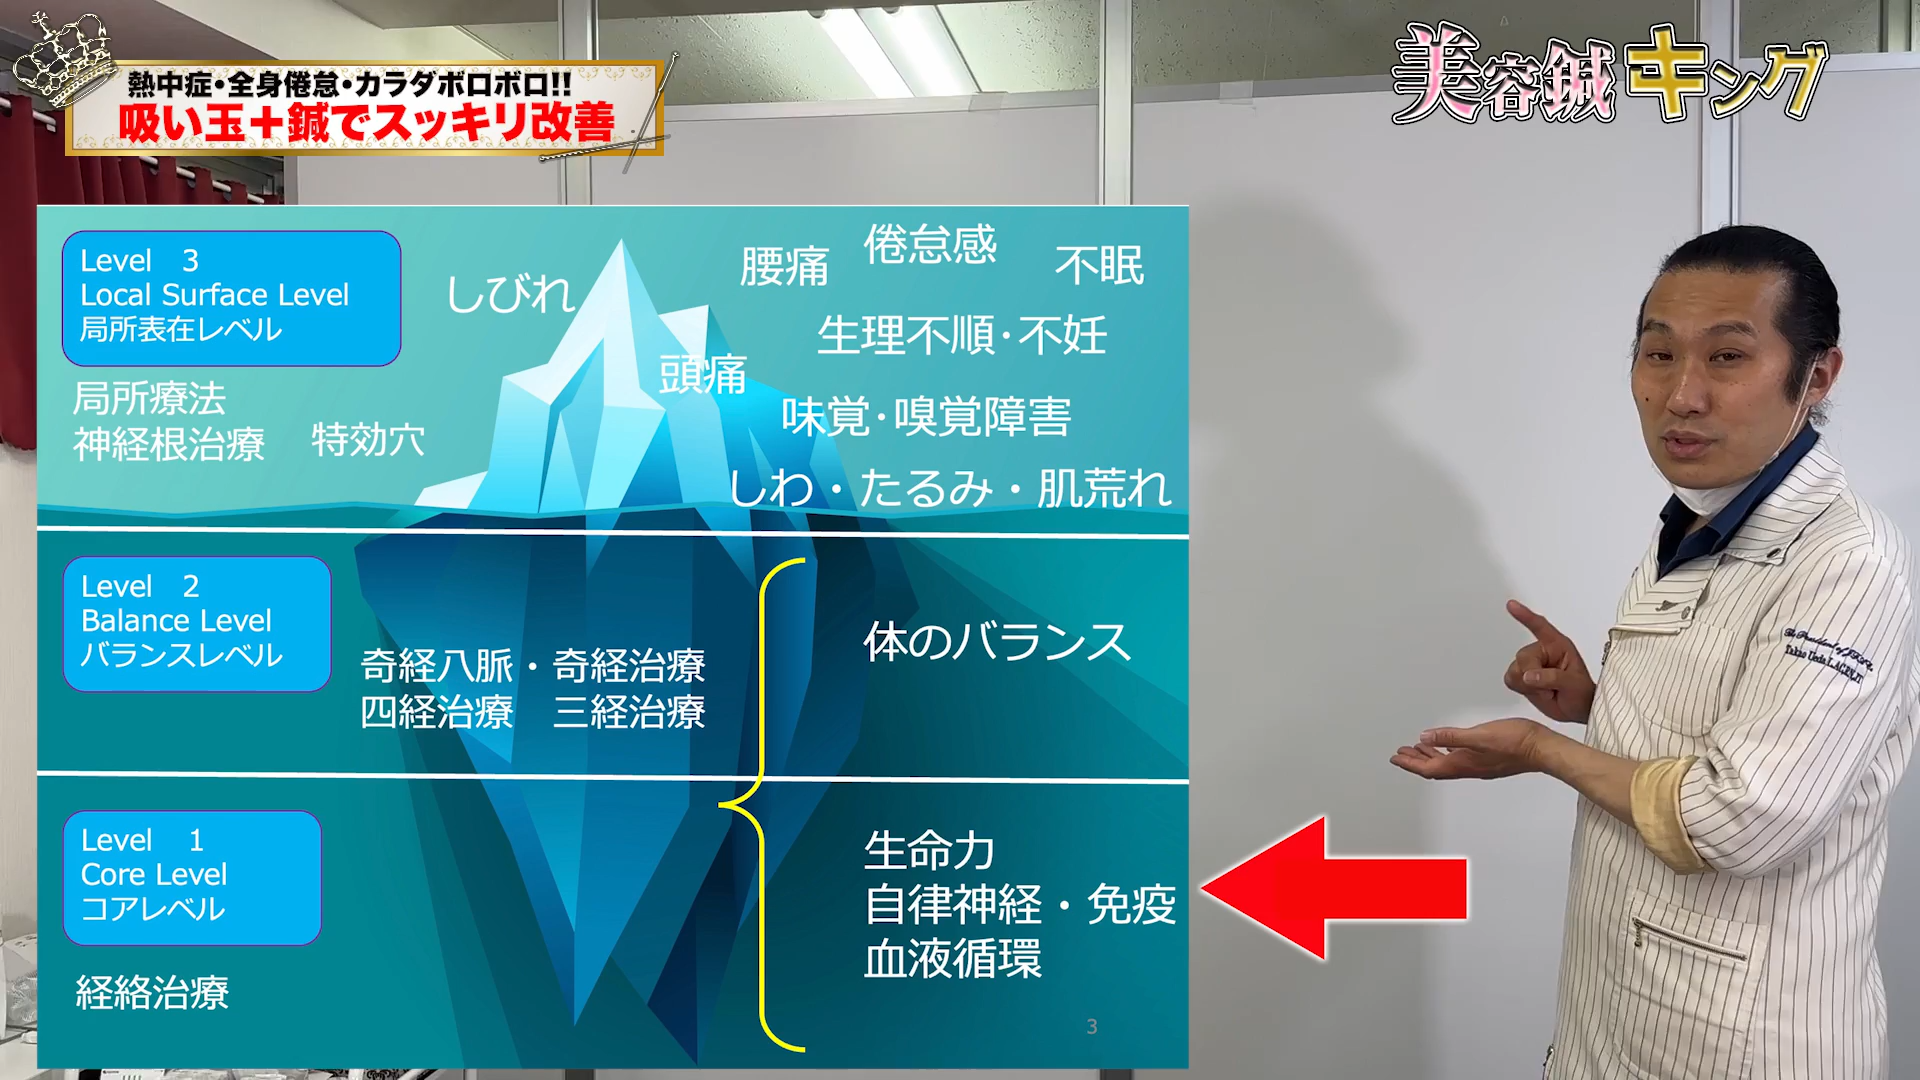 熱中症・全身倦怠・カラダボロボロ!!
吸い玉＋鍼でスッキリ改善
美容鍼キング
Level 3
Local Surface Level
局所表在レベル
局所療法
神経根治療
特効穴
しびれ
頭痛
腰痛
倦怠感
不眠
生理不順・不妊
味覚・嗅覚障害
しわ・たるみ・肌荒れ
Level 2
Balance Level
バランスレベル
奇経八脈・奇経治療
四経治療 三経治療
体のバランス
Level 1
Core Level
コアレベル
経絡治療
生命力
自律神経・免疫
血液循環
3